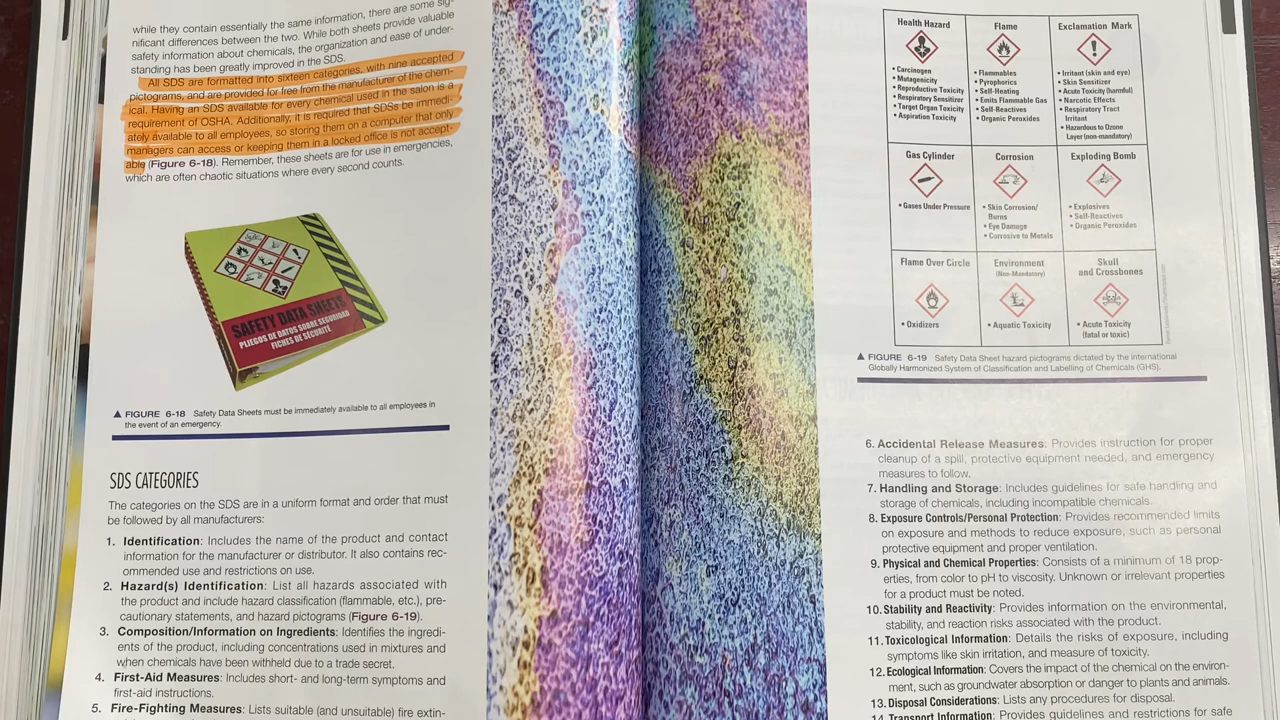 while they contain essentially the same information, there are some sig-
nificant differences between the two. While both sheets provide valuable
safety information about chemicals, the organization and ease of under-
standing has been greatly improved in the SDS.
All SDS are formatted into sixteen categories, with nine accepted
pictograms, and are provided for free from the manufacturer of the chem-
ical. Having an SDS available for every chemical used in the salon is a
requirement of OSHA. Additionally, it is required that SDSs be immedi-
ately available to all employees, so storing them on a computer that only
managers can access or keeping them in a locked office is not accept-
able (Figure 6-18). Remember, these sheets are for use in emergencies,
which are often chaotic situations where every second counts.
SAFETY DATA SHEETS
PLIEGOS DE DATOS SOBRE SEGURIDAD
FICHES DE SÉCURITÉ
▲ FIGURE 6-18 Safety Data Sheets must be immediately available to all employees in
the event of an emergency.
SDS CATEGORIES
The categories on the SDS are in a uniform format and order that must
be followed by all manufacturers:
1. Identification: Includes the name of the product and contact
information for the manufacturer or distributor. It also contains rec-
ommended use and restrictions on use.
2. Hazard(s) Identification: List all hazards associated with
the product and include hazard classification (flammable, etc.), pre-
cautionary statements, and hazard pictograms (Figure 6-19).
3. Composition/Information on Ingredients: Identifies the ingredi-
ents of the product, including concentrations used in mixtures and
when chemicals have been withheld due to a trade secret.
4. First-Aid Measures: Includes short- and long-term symptoms and
first-aid instructions.
5. Fire-Fighting Measures: Lists suitable (and unsuitable) fire extin-
Health Hazard
• Carcinogen
• Mutagenicity
• Reproductive Toxicity
• Respiratory Sensitizer
• Target Organ Toxicity
• Aspiration Toxicity
Flame
• Flammables
• Pyrophorics
• Self-Heating
• Emits Flammable Gas
• Self-Reactives
• Organic Peroxides
Exclamation Mark
• Irritant (skin and eye)
• Skin Sensitizer
• Acute Toxicity (harmful)
• Narcotic Effects
• Respiratory Tract
Irritant
• Hazardous to Ozone
Layer (non-mandatory)
Gas Cylinder
• Gases Under Pressure
Corrosion
• Skin Corrosion/
Burns
• Eye Damage
• Corrosive to Metals
Exploding Bomb
• Explosives
• Self-Reactives
• Organic Peroxides
Flame Over Circle
• Oxidizers
Environment
(Non-Mandatory)
• Aquatic Toxicity
Skull
and Crossbones
• Acute Toxicity
(fatal or toxic)
▲ FIGURE 6-19 Safety Data Sheet hazard pictograms dictated by the international
Globally Harmonized System of Classification and Labelling of Chemicals (GHS).
6. Accidental Release Measures: Provides instruction for proper
cleanup of a spill, protective equipment needed, and emergency
measures to follow.
7. Handling and Storage: Includes guidelines for safe handling and
storage of chemicals, including incompatible chemicals.
8. Exposure Controls/Personal Protection: Provides recommended limits
on exposure and methods to reduce exposure, such as personal
protective equipment and proper ventilation.
9. Physical and Chemical Properties: Consists of a minimum of 18 prop-
erties, from color to pH to viscosity. Unknown or irrelevant properties
for a product must be noted.
10. Stability and Reactivity: Provides information on the environmental,
stability, and reaction risks associated with the product.
11. Toxicological Information: Details the risks of exposure, including
symptoms like skin irritation, and measure of toxicity.
12. Ecological Information: Covers the impact of the chemical on the environ-
ment, such as groundwater absorption or danger to plants and animals.
13. Disposal Considerations: Lists any procedures for disposal.
14. Transport Information: Provides guidelines and restrictions for safe